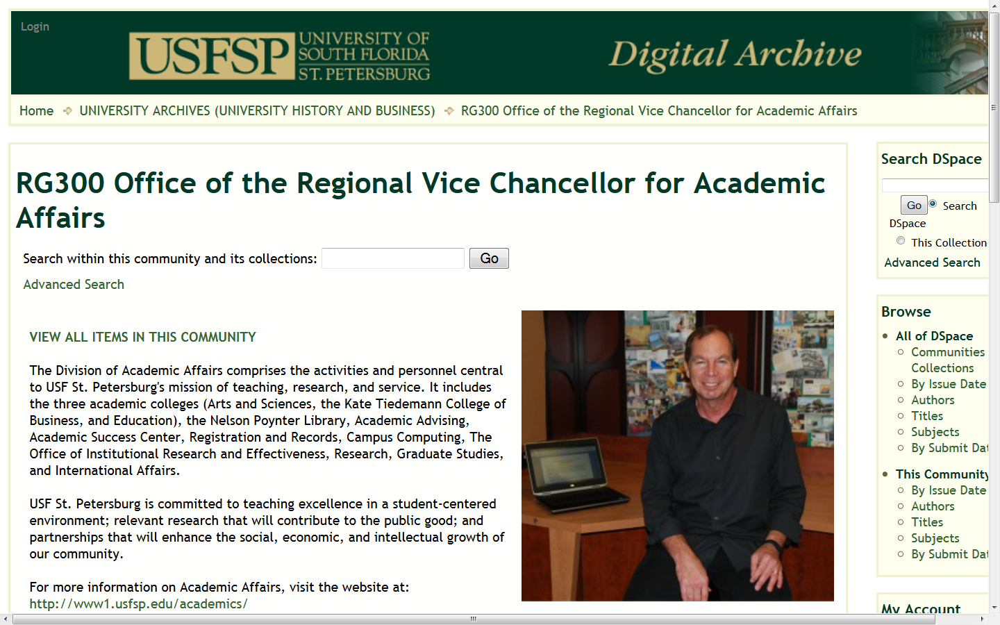 Login
USFSP
UNIVERSITY OF
SOUTH FLORIDA
ST. PETERSBURG
Digital Archive
Home
UNIVERSITY ARCHIVES (UNIVERSITY HISTORY AND BUSINESS)
RG300 Office of the Regional Vice Chancellor for Academic Affairs
RG300 Office of the Regional Vice Chancellor for Academic
Affairs
Search within this community and its collections:
Go
Advanced Search
VIEW ALL ITEMS IN THIS COMMUNITY
The Division of Academic Affairs comprises the activities and personnel central
to USF St. Petersburg's mission of teaching, research, and service. It includes
the three academic colleges (Arts and Sciences, the Kate Tiedemann College of
Business, and Education), the Nelson Poynter Library, Academic Advising,
Academic Success Center, Registration and Records, Campus Computing, The
Office of Institutional Research and Effectiveness, Research, Graduate Studies,
and International Affairs.
USF St. Petersburg is committed to teaching excellence in a student-centered
environment; relevant research that will contribute to the public good; and
partnerships that will enhance the social, economic, and intellectual growth of
our community.
For more information on Academic Affairs, visit the website at:
http://www1.usfsp.edu/academics/
Search DSpace
Go
Search
DSpace
This Collection
Advanced Search
Browse
All of DSpace
Communities
Collections
By Issue Date
Authors
Titles
Subjects
By Submit Dat
This Community
By Issue Date
Authors
Titles
Subjects
By Submit Dat
My Account